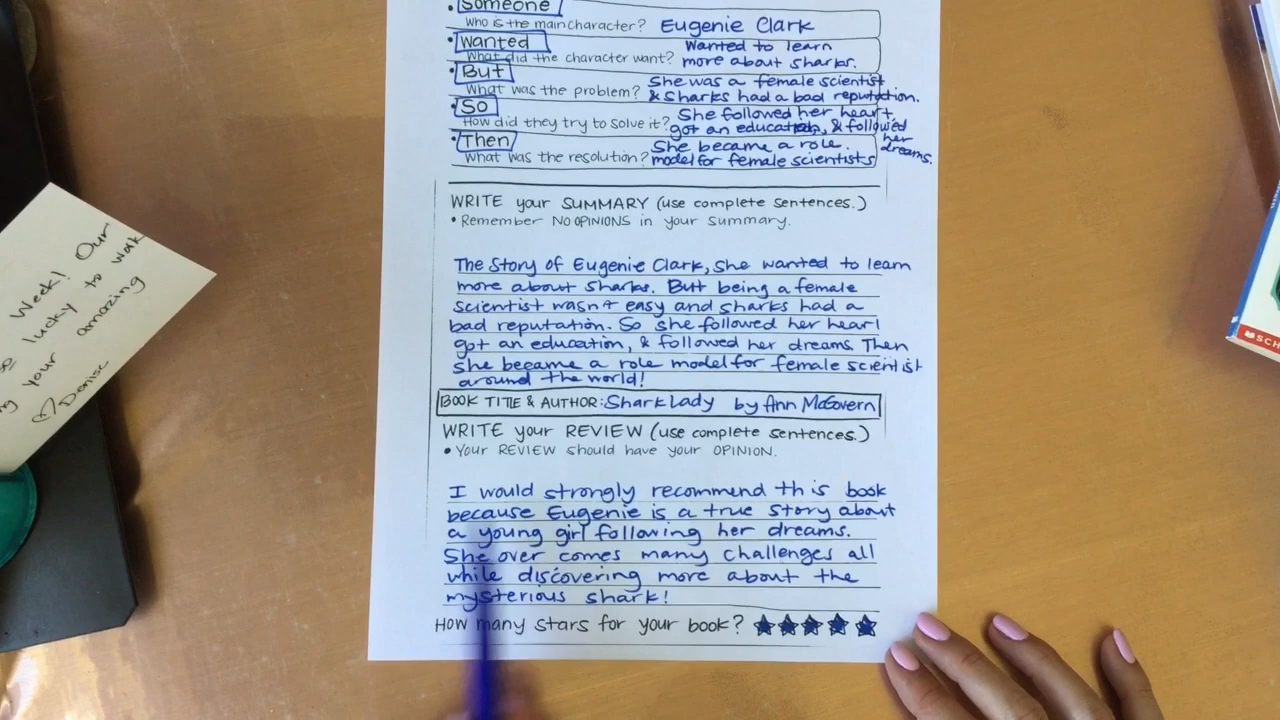 • Someone
Who is the main character? Eugenie Clark
• Wanted
What did the character want? Wanted to learn
more about sharks.
• But
What was the problem? She was a female scientist
& sharks had a bad reputation.
• So
How did they try to solve it? She followed her heart,
got an education, & followed
her
dreams.
• Then
What was the resolution? She became a role
model for female scientists
WRITE your SUMMARY (use complete sentences.)
• Remember NO OPINIONS in your summary.
The Story of Eugenie Clark, she wanted to learn
more about sharks. But being a female
scientist wasn't easy and sharks had a
bad reputation. So she followed her heart
got an education, & followed her dreams. Then
she became a role model for female scientist
around the world!
BOOK TITLE & AUTHOR: Shark Lady by Ann McGovern
WRITE your REVIEW (use complete sentences.)
• Your REVIEW should have your OPINION.
I would strongly recommend this book
because Eugenie is a true story about
a young girl following her dreams.
She over comes many challenges all
while discovering more about the
mysterious shark!
How many stars for your book?
Week! Our
so lucky to walk
your amazing
Denise
SCH